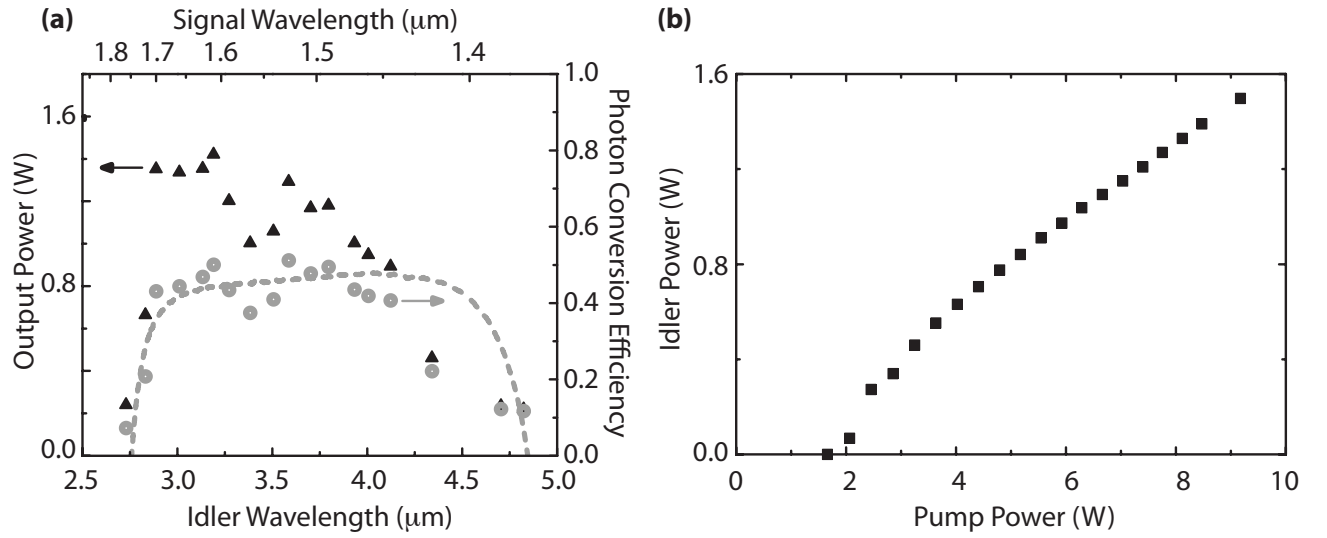 (a)
Signal Wavelength (μm)
1.8 1.7 1.6 1.5 1.4
Output Power (W)
1.6
0.8
0.0
1.0
0.8
0.6
0.4
0.2
0.0
Photon Conversion Efficiency
2.5 3.0 3.5 4.0 4.5 5.0
Idler Wavelength (μm)
(b)
Idler Power (W)
1.6
0.8
0.0
0 2 4 6 8 10
Pump Power (W)